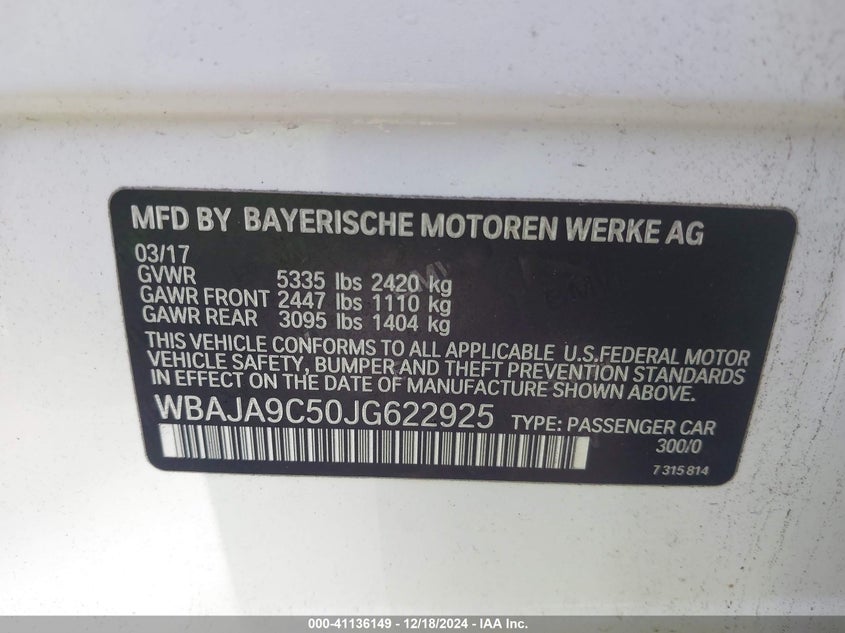 MFD BY BAYERISCHE MOTOREN WERKE AG
03/17
GVWR 5335 lbs 2420 kg
GAWR FRONT 2447 lbs 1110 kg
GAWR REAR 3095 lbs 1404 kg
THIS VEHICLE CONFORMS TO ALL APPLICABLE U.S.FEDERAL MOTOR
VEHICLE SAFETY, BUMPER AND THEFT PREVENTION STANDARDS
IN EFFECT ON THE DATE OF MANUFACTURE SHOWN ABOVE.
WBAJA9C50JG622925 TYPE: PASSENGER CAR
300/0
7 315 814
000-41136149 - 12/18/2024 - IAA Inc.